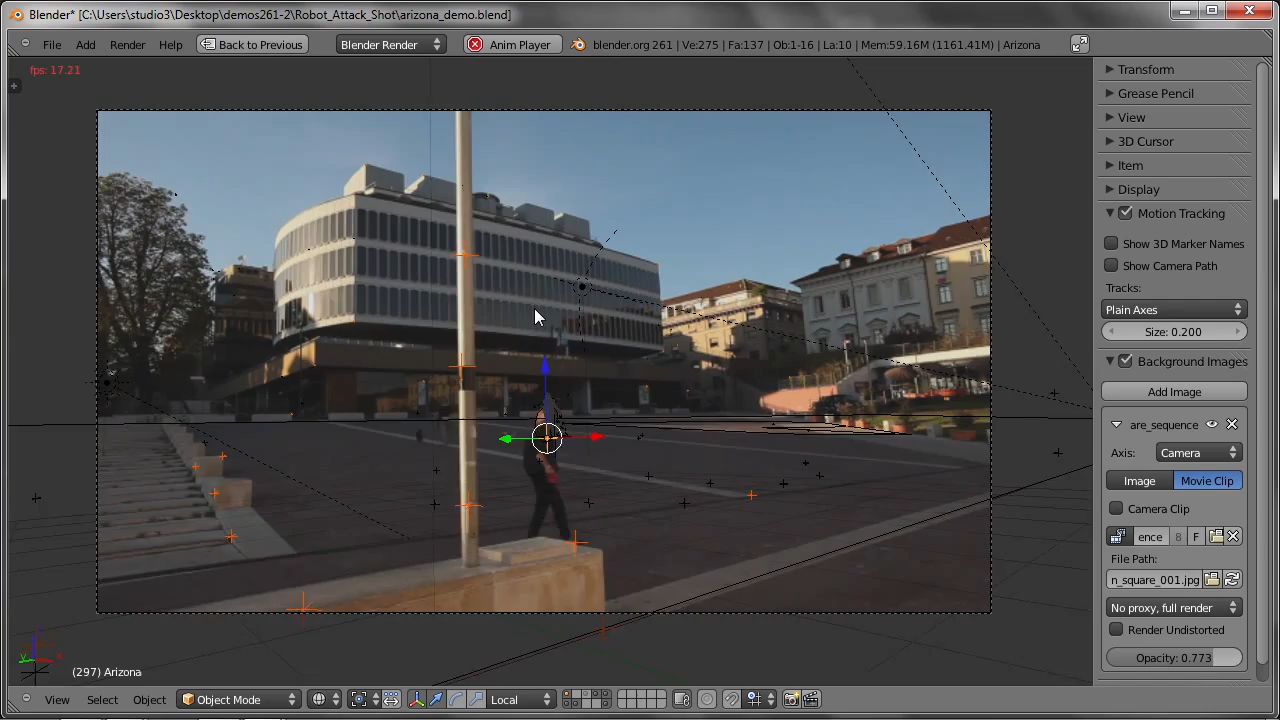 Blender* [C:\Users\studio3\Desktop\demos261-2\Robot_Attack_Shot\arizona_demo.blend]
File Add Render Help Back to Previous Blender Render Anim Player blender.org 261 | Ve:275 | Fa:137 | Ob:1-16 | La:10 | Mem:59.16M (1161.41M) | Arizona
fps: 17.21
Transform
Grease Pencil
View
3D Cursor
Item
Display
Motion Tracking
Show 3D Marker Names
Show Camera Path
Tracks:
Plain Axes
Size: 0.200
Background Images
Add Image
are_sequence
Axis: Camera
Image Movie Clip
Camera Clip
ence 8 F
File Path:
n_square_001.jpg
No proxy, full render
Render Undistorted
Opacity: 0.773
(297) Arizona
View Select Object Object Mode Local